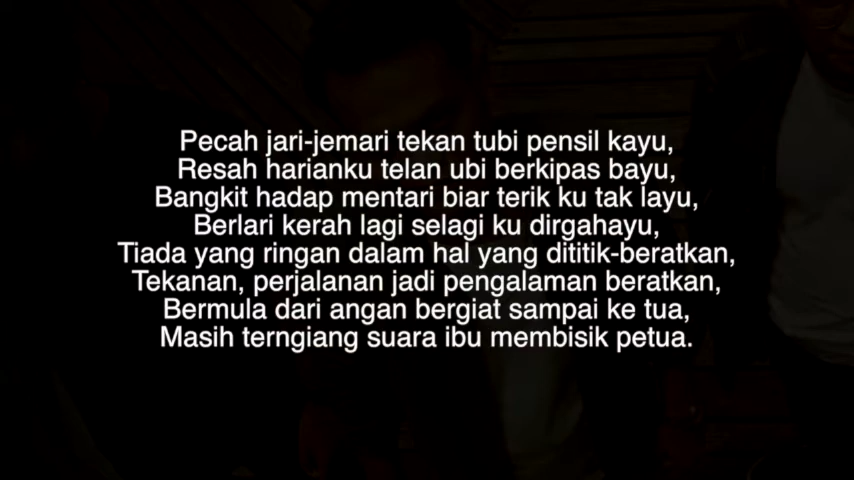 Pecah jari-jemari tekan tubi pensil kayu,
Resah harianku telan ubi berkipas bayu,
Bangkit hadap mentari biar terik ku tak layu,
Berlari kerah lagi selagi ku dirgahayu,
Tiada yang ringan dalam hal yang dititik-beratkan,
Tekanan, perjalanan jadi pengalaman beratkan,
Bermula dari angan bergiat sampai ke tua,
Masih terngiang suara ibu membisik petua.